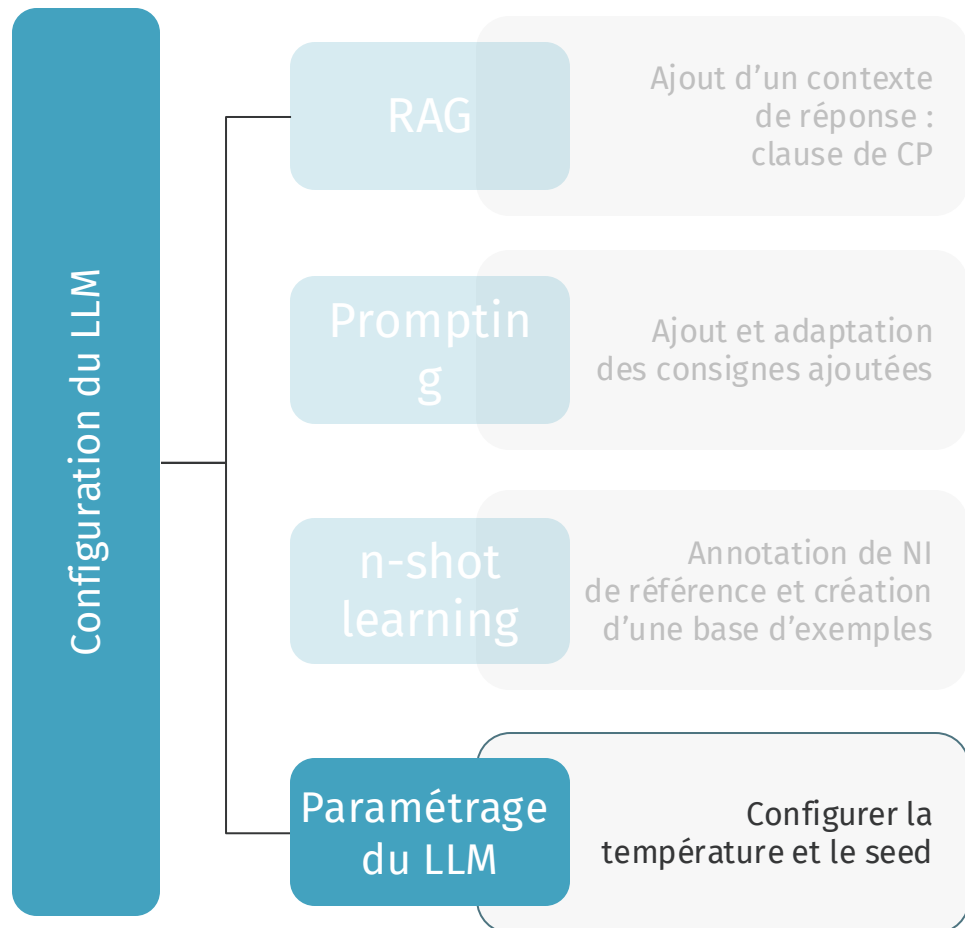 Configuration du LLM
RAG
Ajout d’un contexte
de réponse :
clause de CP
Promptin
g
Ajout et adaptation
des consignes ajoutées
n-shot
learning
Annotation de NI
de référence et création
d’une base d’exemples
Paramétrage
du LLM
Configurer la
température et le seed